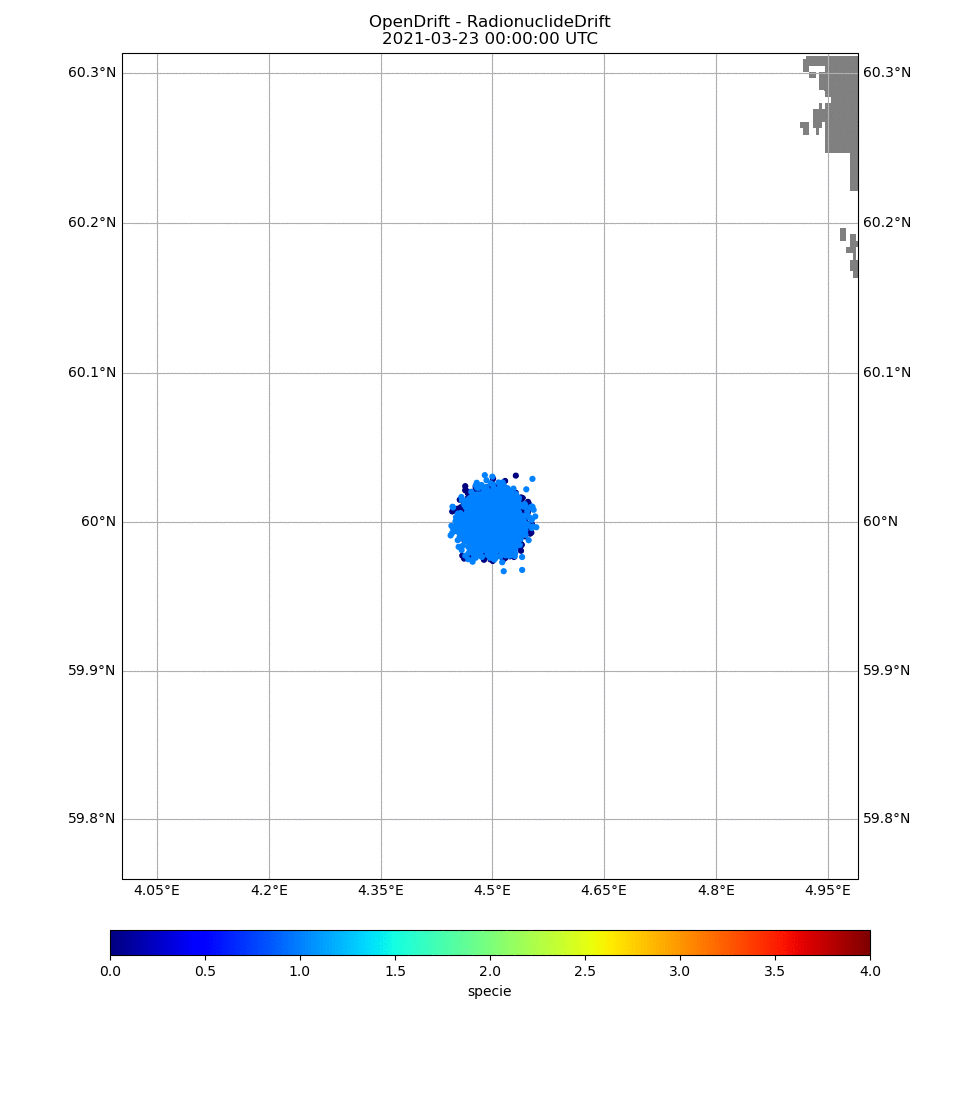 OpenDrift - RadionuclideDrift
2021-03-23 00:00:00 UTC
60.3°N 60.3°N
60.2°N 60.2°N
60.1°N 60.1°N
60°N 60°N
59.9°N 59.9°N
59.8°N 59.8°N
4.05°E 4.2°E 4.35°E 4.5°E 4.65°E 4.8°E 4.95°E
0.0 0.5 1.0 1.5 2.0 2.5 3.0 3.5 4.0
specie